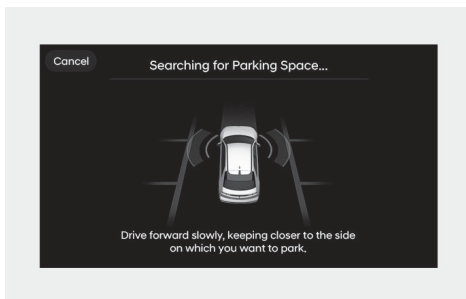 Cancel
Searching for Parking Space...
Drive forward slowly, keeping closer to the side
on which you want to park.